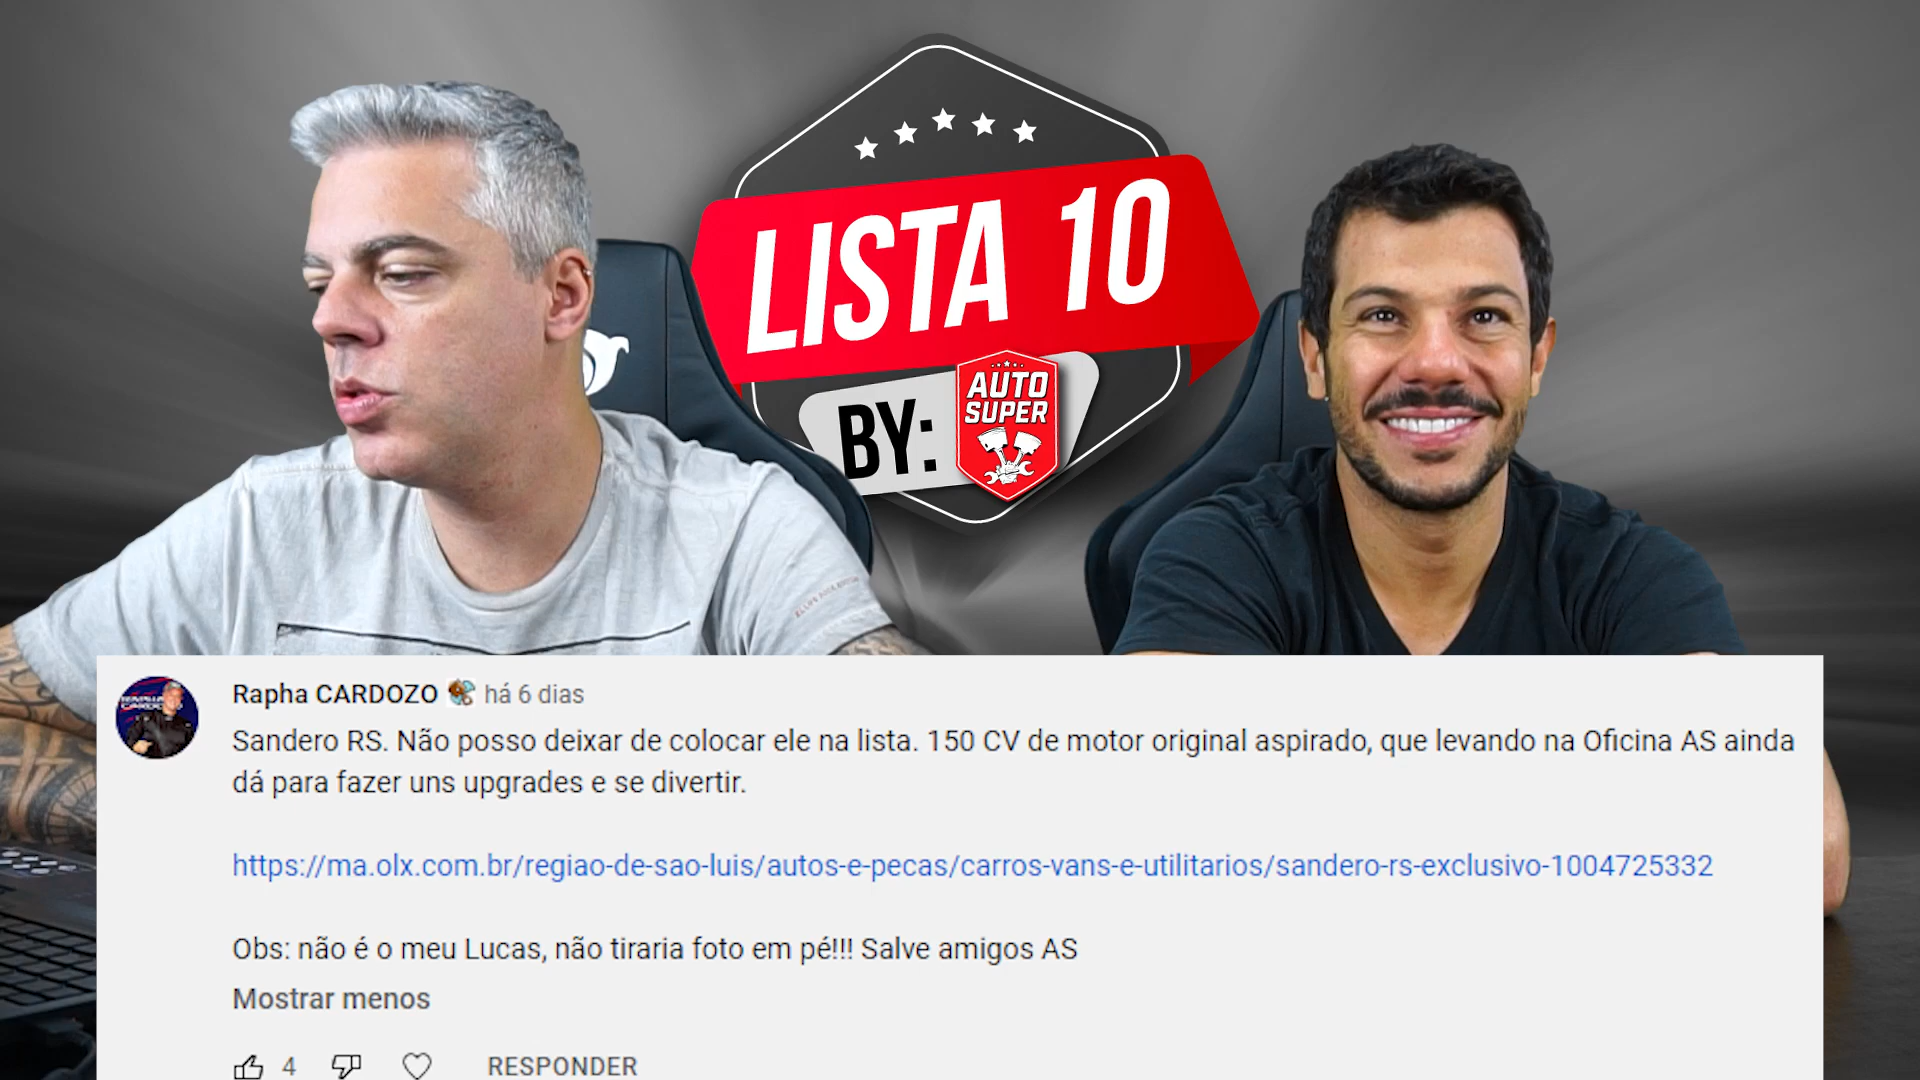 LISTA 10
BY:
AUTO
SUPER
Rapha CARDOZO há 6 dias
Sandero RS. Não posso deixar de colocar ele na lista. 150 CV de motor original aspirado, que levando na Oficina AS ainda
dá para fazer uns upgrades e se divertir.
https://ma.olx.com.br/regiao-de-sao-luis/autos-e-pecas/carros-vans-e-utilitarios/sandero-rs-exclusivo-1004725332
Obs: não é o meu Lucas, não tiraria foto em pé!!! Salve amigos AS
Mostrar menos
4
RESPONDER